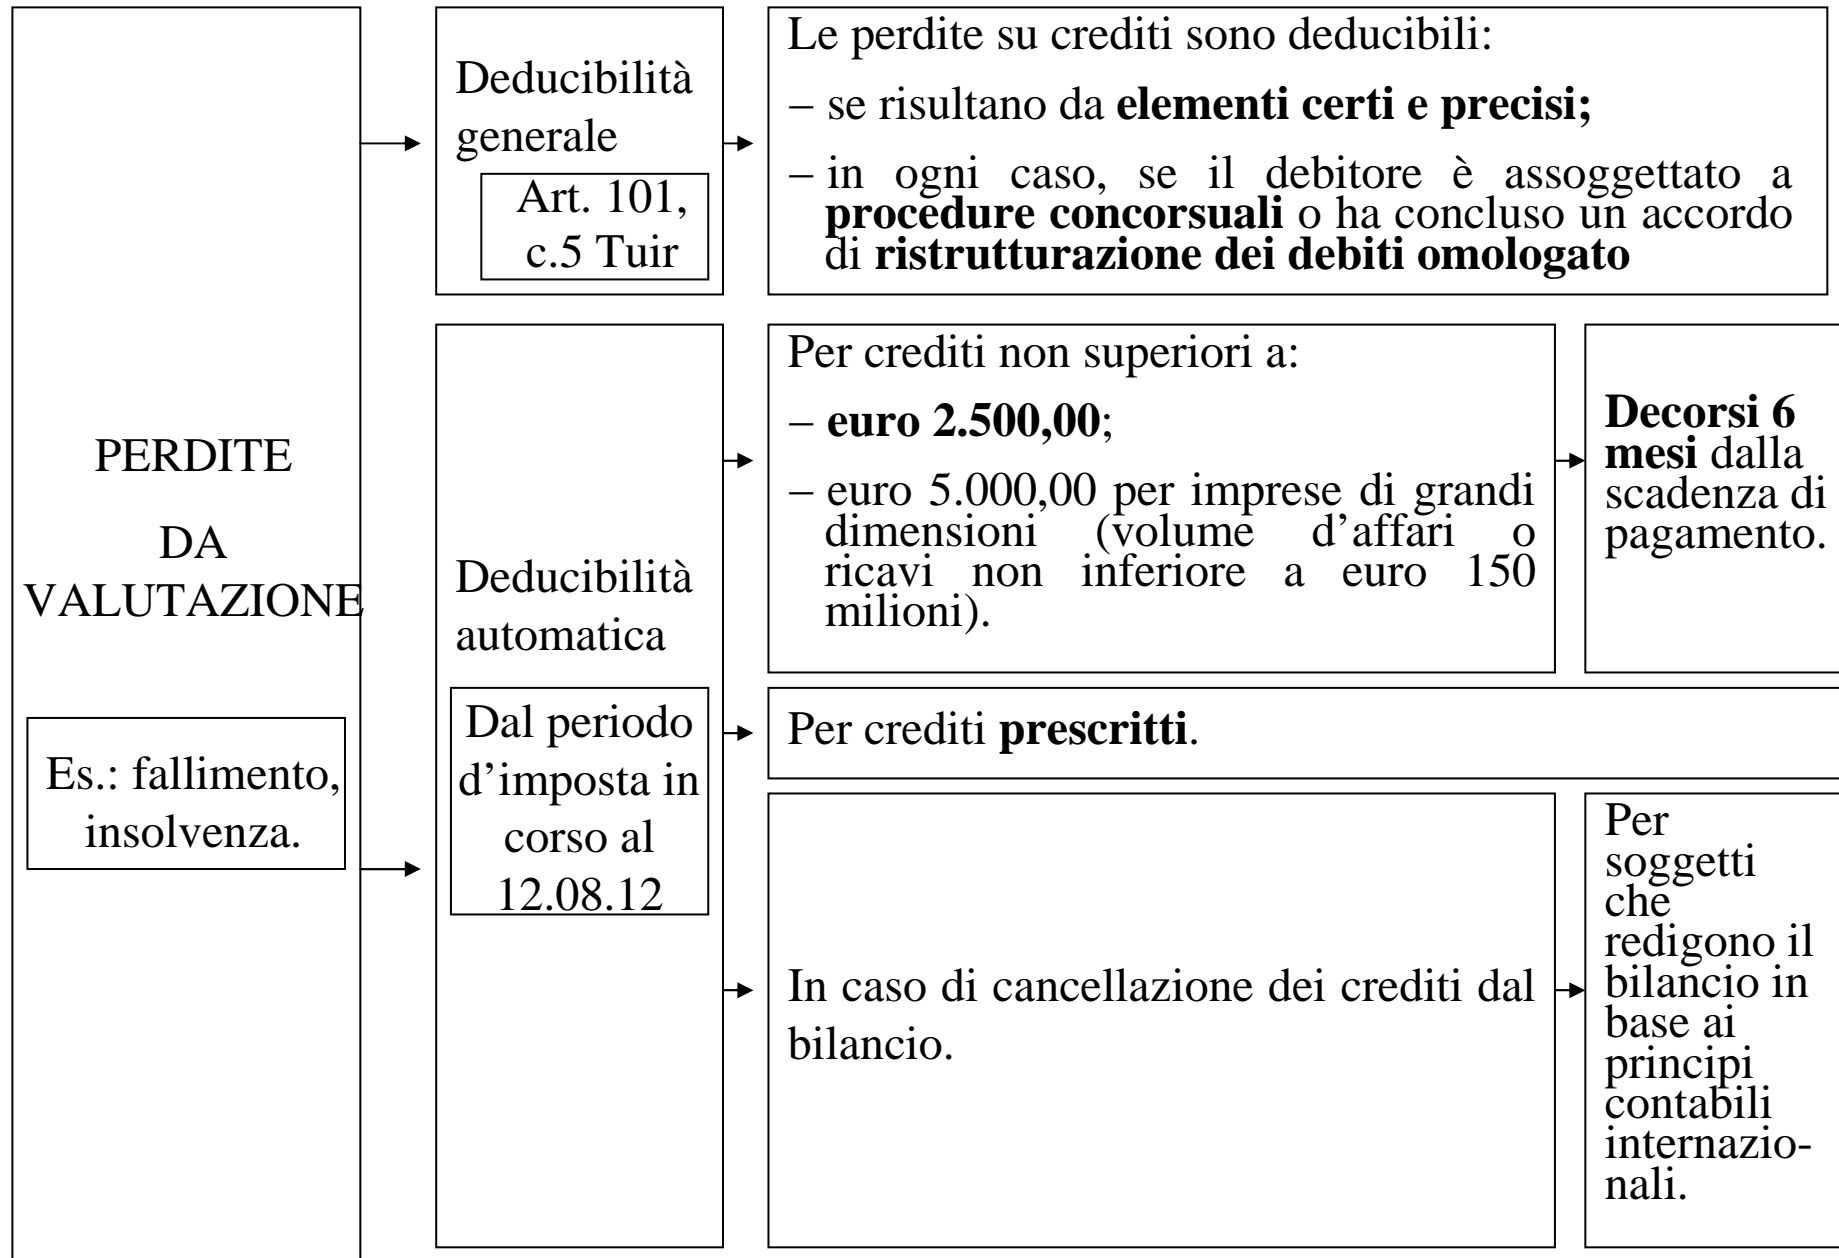 PERDITE
DA
VALUTAZIONE
Es.: fallimento,
insolvenza.
Deducibilità
generale
Art. 101,
c.5 Tuir
Le perdite su crediti sono deducibili:
− se risultano da elementi certi e precisi;
− in ogni caso, se il debitore è assoggettato a
procedure concorsuali o ha concluso un accordo
di ristrutturazione dei debiti omologato
Deducibilità
automatica
Dal periodo
d’imposta in
corso al
12.08.12
Per crediti non superiori a:
− euro 2.500,00;
− euro 5.000,00 per imprese di grandi
dimensioni (volume d’affari o
ricavi non inferiore a euro 150
milioni).
Decorsi 6
mesi dalla
scadenza di
pagamento.
Per crediti prescritti.
In caso di cancellazione dei crediti dal
bilancio.
Per
soggetti
che
redigono il
bilancio in
base ai
principi
contabili
internazio-
nali.